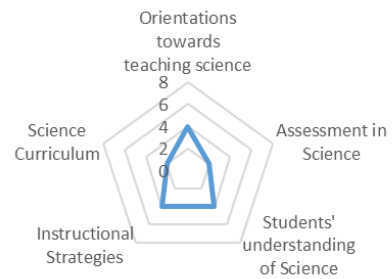 Orientations
towards
teaching science
8
6
4
2
0
Assessment in
Science
Students'
understanding
of Science
Instructional
Strategies
Science
Curriculum